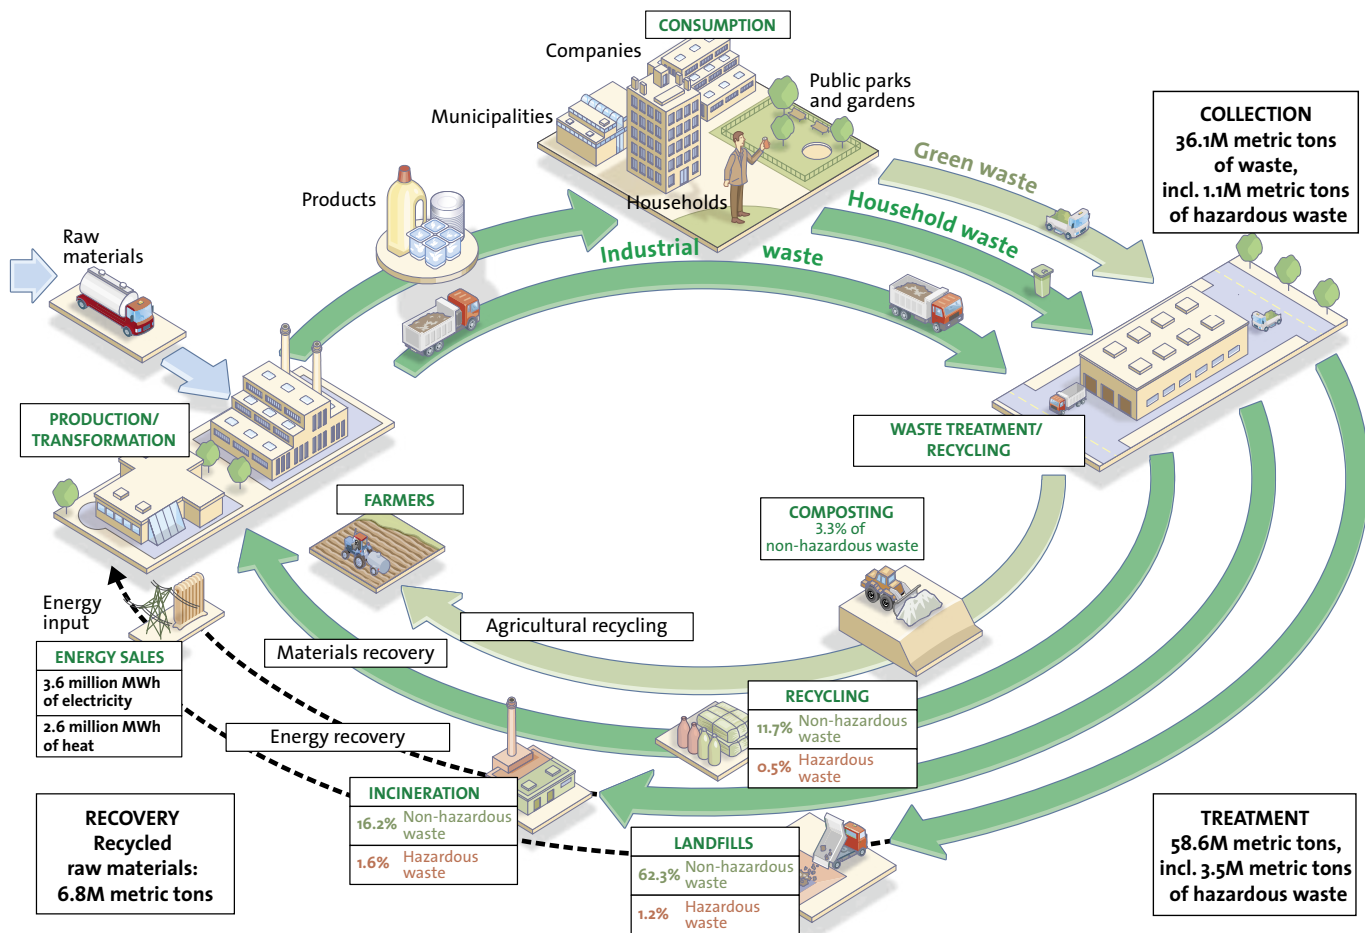 CONSUMPTION
Companies
Public parks
and gardens
Municipalities
Households
Products
Raw
materials
Green waste
Household waste
Industrial waste
COLLECTION
36.1M metric tons
of waste,
incl. 1.1M metric tons
of hazardous waste
PRODUCTION/
TRANSFORMATION
WASTE TREATMENT/
RECYCLING
FARMERS
COMPOSTING
3.3% of
non-hazardous waste
Energy
input
Agricultural recycling
Materials recovery
ENERGY SALES
3.6 million MWh
of electricity
2.6 million MWh
of heat
Energy recovery
RECYCLING
11.7% Non-hazardous
waste
0.5% Hazardous
waste
INCINERATION
16.2% Non-hazardous
waste
1.6% Hazardous
waste
LANDFILLS
62.3% Non-hazardous
waste
1.2% Hazardous
waste
RECOVERY
Recycled
raw materials:
6.8M metric tons
TREATMENT
58.6M metric tons,
incl. 3.5M metric tons
of hazardous waste